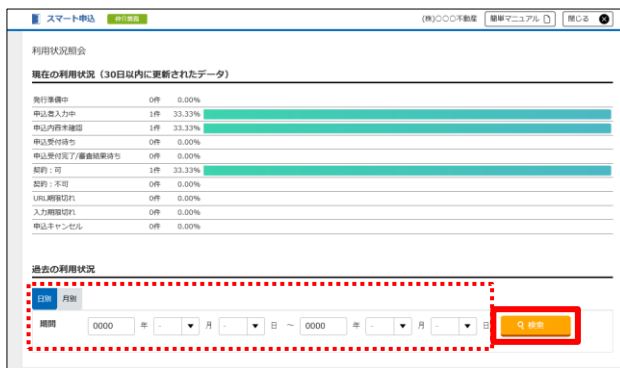 スマート申込 仲介業務 (株)〇〇〇不動産 簡単マニュアル 閉じる
利用状況照会
現在の利用状況（30日以内に更新されたデータ）
発行準備中 0件 0.00%
申込者入力中 1件 33.33%
申込内容未確認 1件 33.33%
申込受付待ち 0件 0.00%
申込受付完了/審査結果待ち 0件 0.00%
契約：可 1件 33.33%
契約：不可 0件 0.00%
URL期限切れ 0件 0.00%
入力期限切れ 0件 0.00%
申込キャンセル 0件 0.00%
過去の利用状況
日別 月別
期間 0000 年 - 月 - 日 ～ 0000 年 - 月 - 日 検索